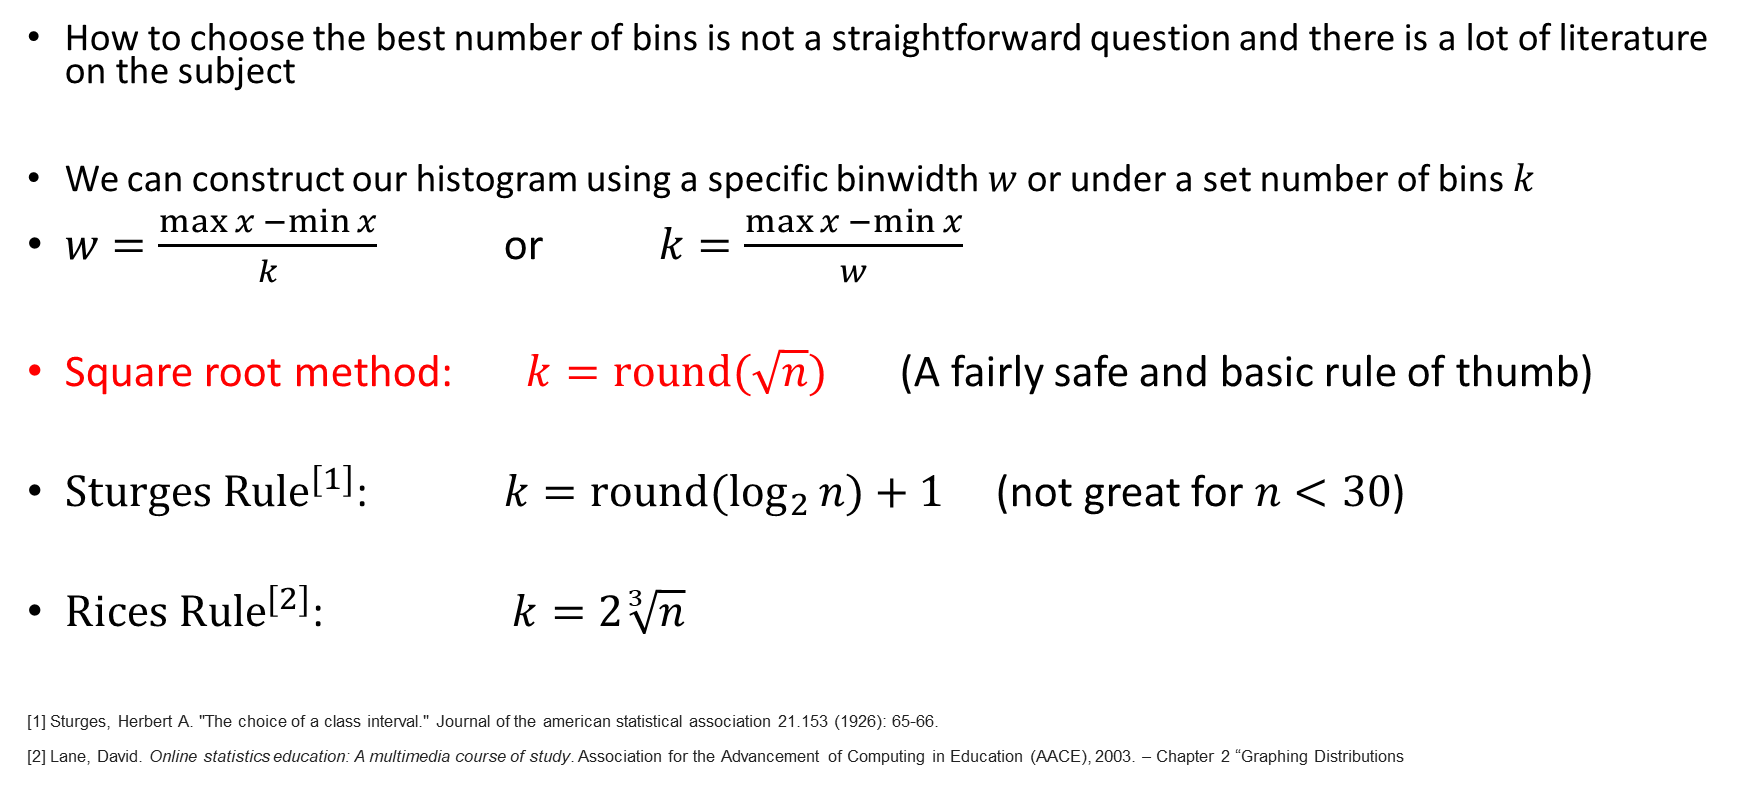 • How to choose the best number of bins is not a straightforward question and there is a lot of literature
on the subject
• We can construct our histogram using a specific binwidth w or under a set number of bins k
• w = (max x −min x)/k or k = (max x −min x)/w
• Square root method: k = round(√n) (A fairly safe and basic rule of thumb)
• Sturges Rule[1]: k = round(log₂ n) + 1 (not great for n < 30)
• Rices Rule[2]: k = 2∛n
[1] Sturges, Herbert A. "The choice of a class interval." Journal of the american statistical association 21.153 (1926): 65-66.
[2] Lane, David. Online statistics education: A multimedia course of study. Association for the Advancement of Computing in Education (AACE), 2003. – Chapter 2 “Graphing Distributions